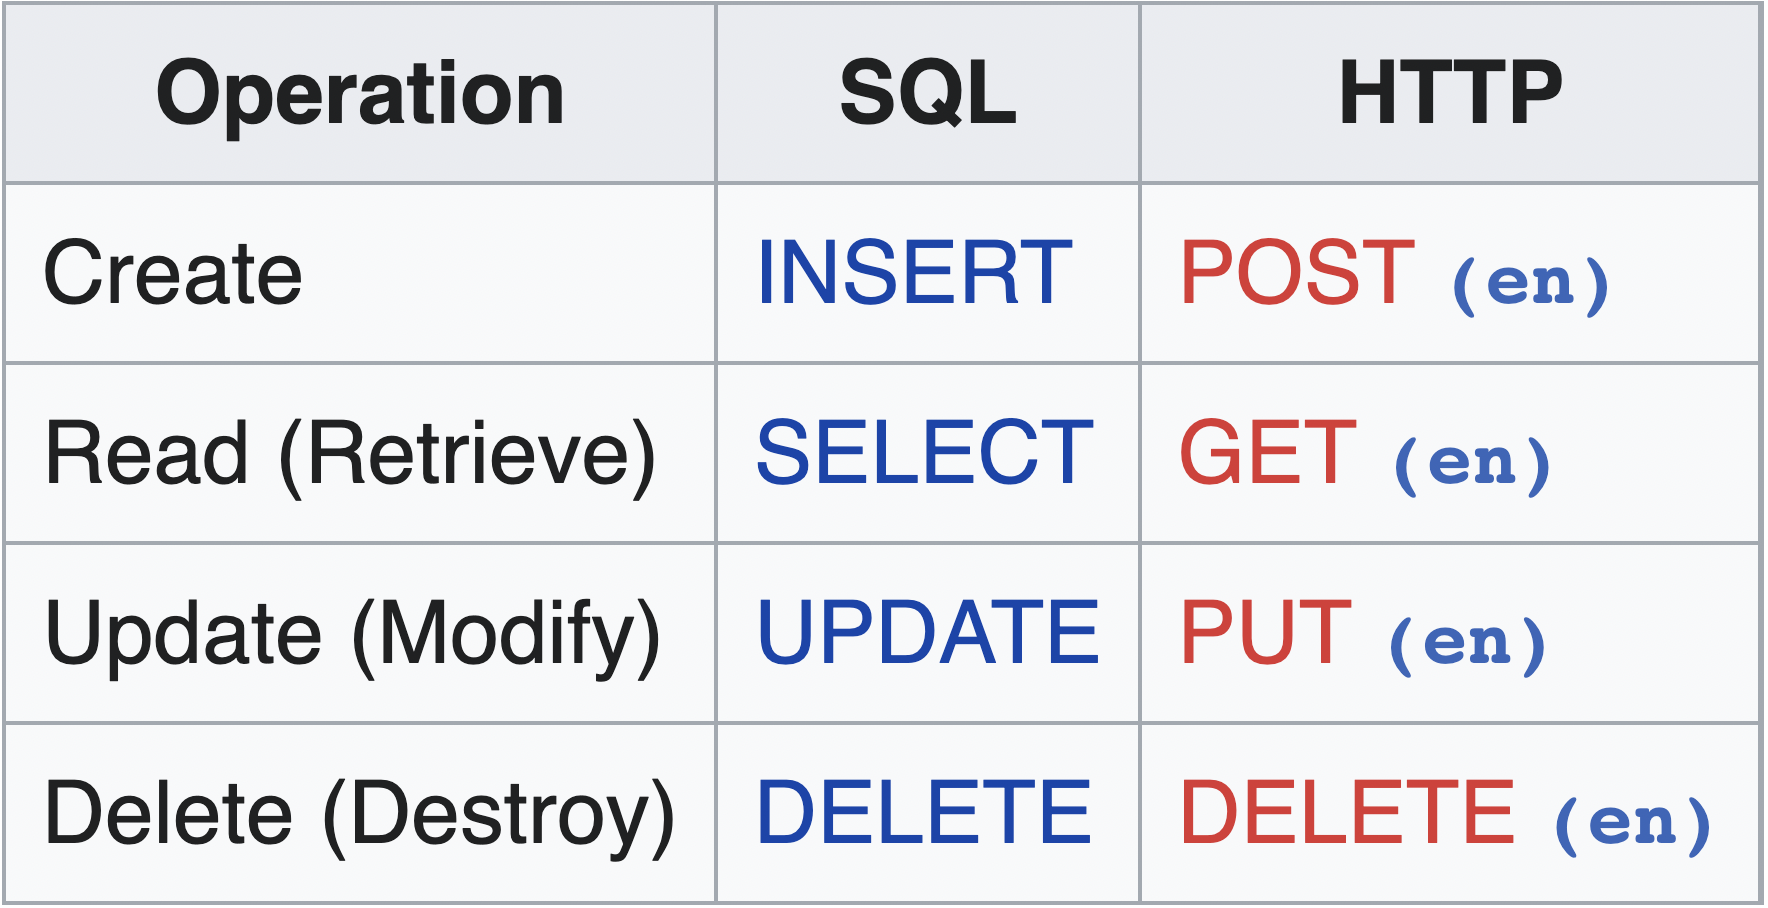 Operation SQL HTTP
Create INSERT POST (en)
Read (Retrieve) SELECT GET (en)
Update (Modify) UPDATE PUT (en)
Delete (Destroy) DELETE DELETE (en)